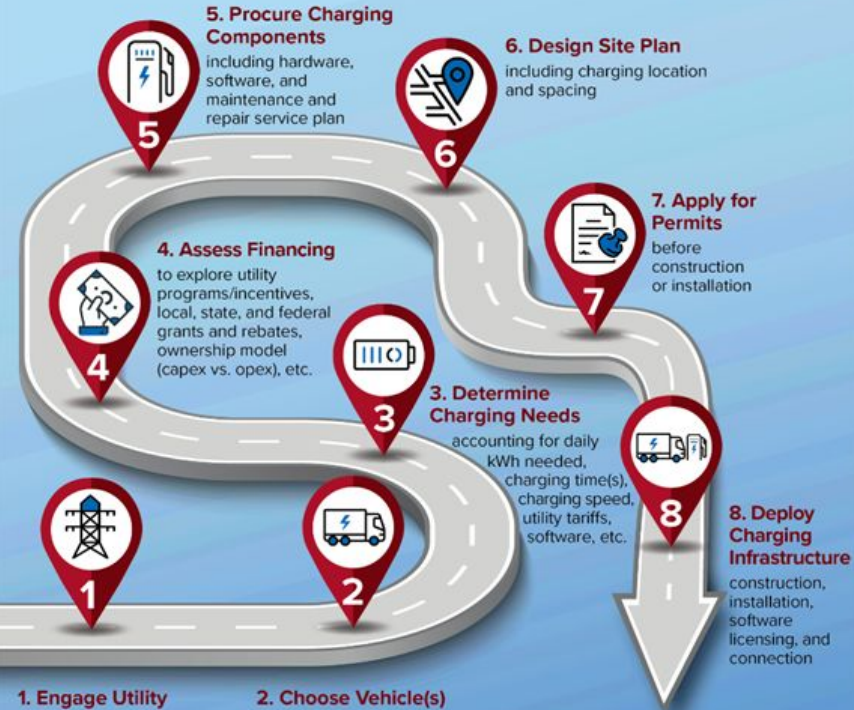 5. Procure Charging
Components
including hardware,
software, and
maintenance and
repair service plan
5
6. Design Site Plan
including charging location
and spacing
6
7. Apply for
Permits
before
construction
or installation
7
4. Assess Financing
to explore utility
programs/incentives,
local, state, and federal
grants and rebates,
ownership model
(capex vs. opex), etc.
4
3
3. Determine
Charging Needs
accounting for daily
kWh needed,
charging time(s),
charging speed,
utility tariffs,
software, etc.
8
8. Deploy
Charging
Infrastructure
construction,
installation,
software
licensing, and
connection
1
2
1. Engage Utility
2. Choose Vehicle(s)